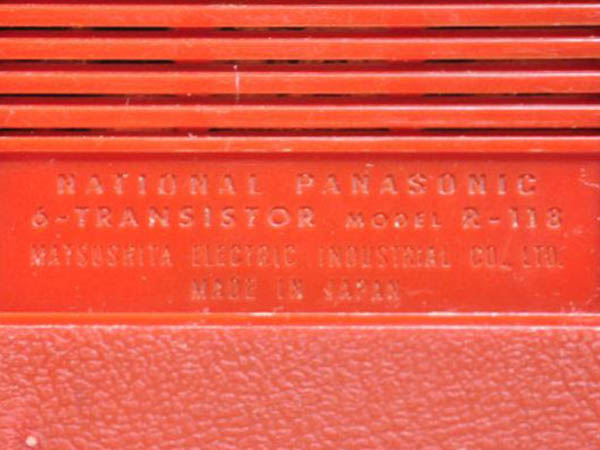 NATIONAL PANASONIC
6-TRANSISTOR MODEL R-118
MATSUSHITA ELECTRIC INDUSTRIAL CO., LTD.
MADE IN JAPAN